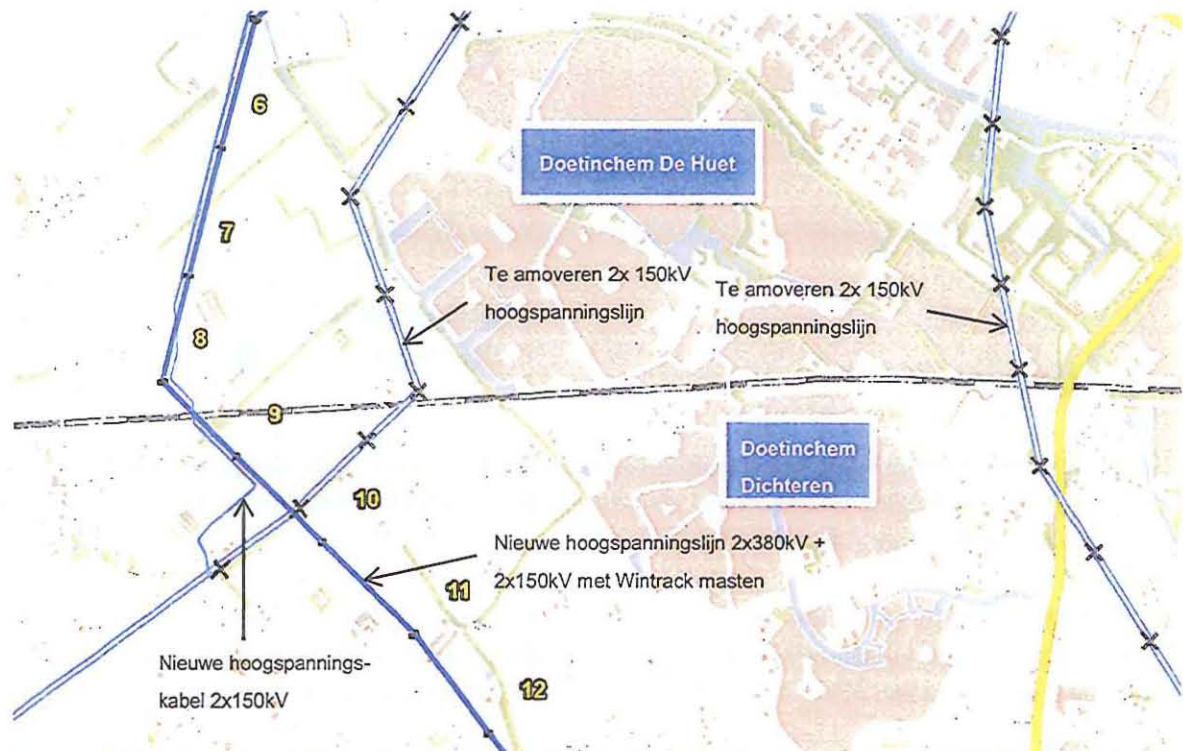 6
Doetinchem De Huet
7
Te amoveren 2x 150kV
hoogspanningslijn
Te amoveren 2x 150kV
hoogspanningslijn
8
9
Doetinchem
Dichteren
10
Nieuwe hoogspanningslijn 2x380kV +
2x150kV met Wintrack masten
11
Nieuwe hoogspannings-
kabel 2x150kV
12